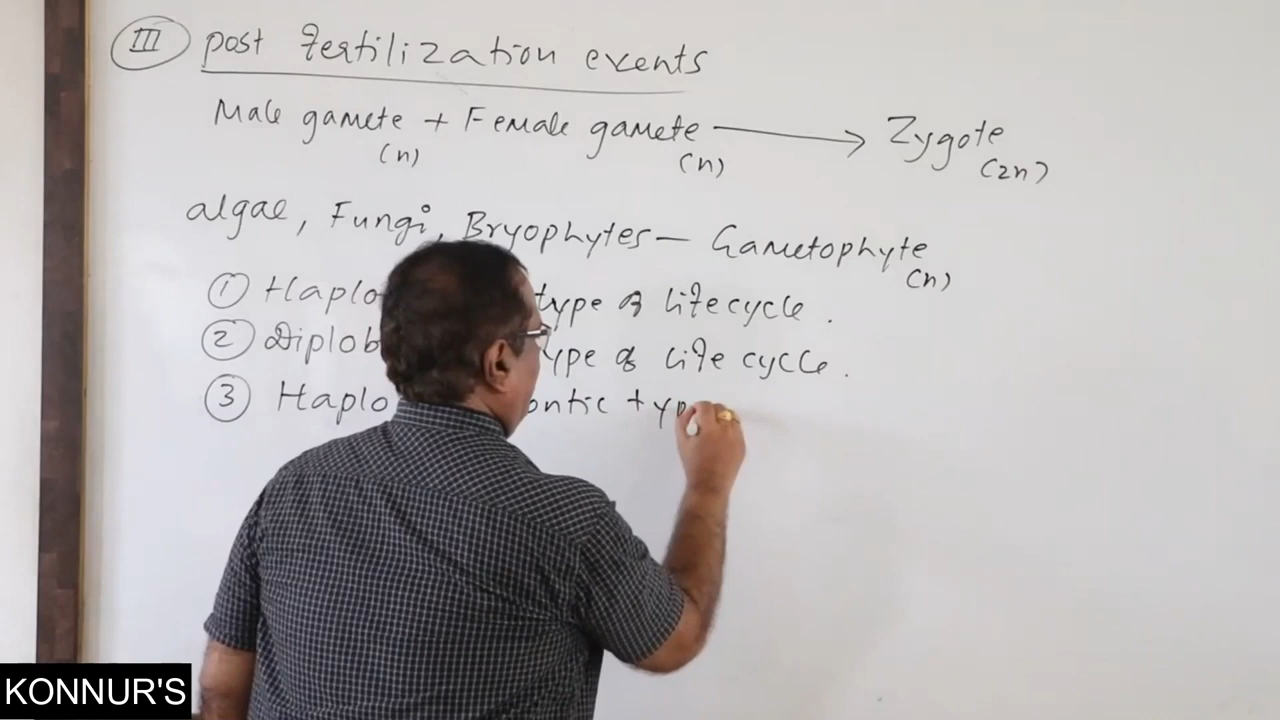 III post fertilization events
Male gamete + Female gamete → Zygote
(n) (n) (2n)
algae, Fungi, Bryophytes — Gametophyte
(n)
1 Haplo type of lifecycle.
2 Diplob ype of life cycle.
3 Haplo ontic typ
KONNUR'S